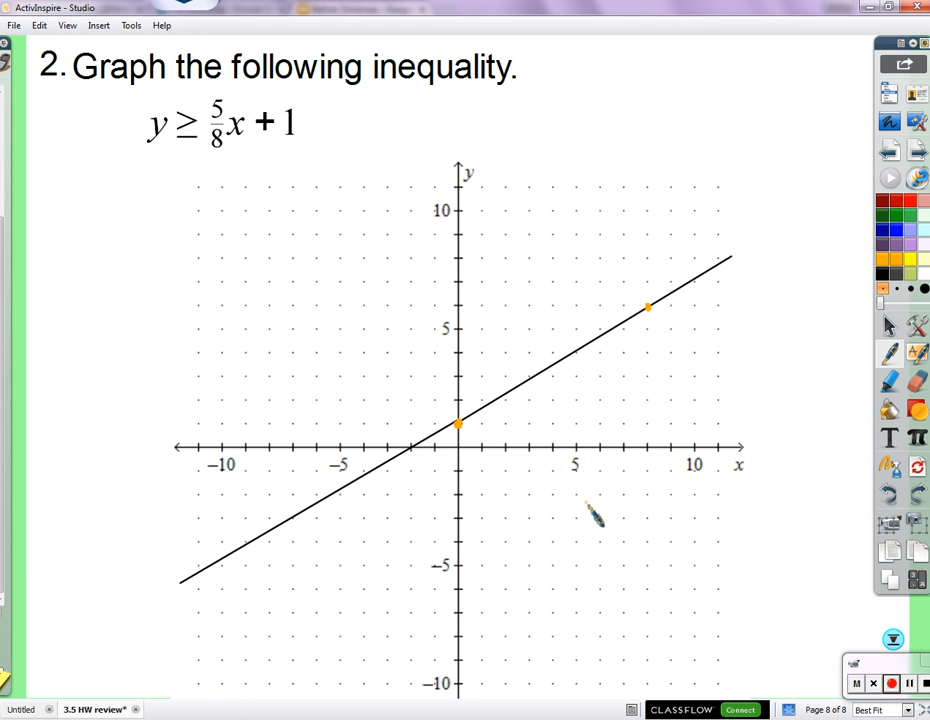 ActivInspire - Studio
File Edit View Insert Tools Help
2. Graph the following inequality.
y ≥ 5/8 x + 1
y
10
5
−10 −5 5 10 x
−5
−10
T π
M
Untitled 3.5 HW review* CLASSFLOW Connect Page 8 of 8 Best Fit